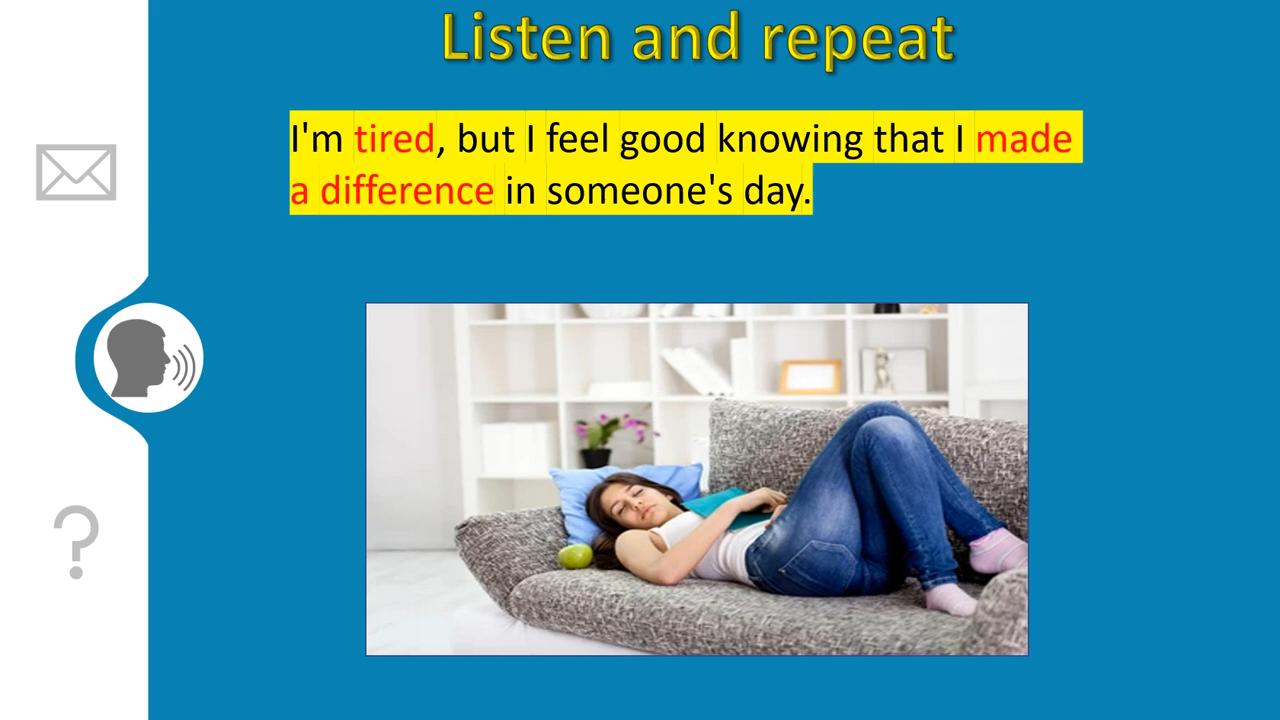 Listen and repeat
I'm tired, but I feel good knowing that I made
a difference in someone's day.